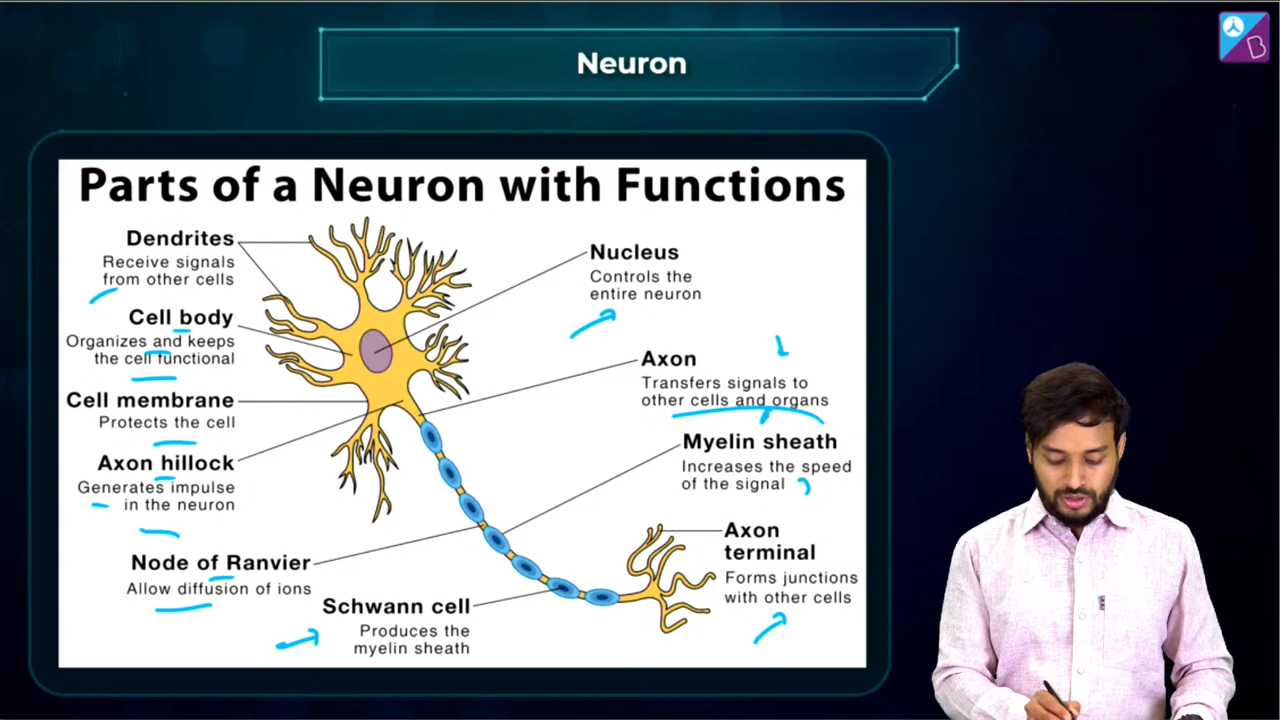 Neuron
Parts of a Neuron with Functions
Dendrites
Receive signals
from other cells
Cell body
Organizes and keeps
the cell functional
Cell membrane
Protects the cell
Axon hillock
Generates impulse
in the neuron
Node of Ranvier
Allow diffusion of ions
Schwann cell
Produces the
myelin sheath
Nucleus
Controls the
entire neuron
Axon
Transfers signals to
other cells and organs
Myelin sheath
Increases the speed
of the signal
Axon
terminal
Forms junctions
with other cells
B